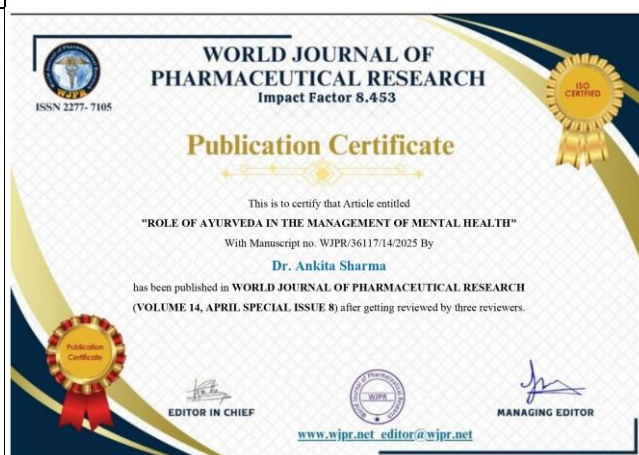 WJPR
ISSN 2277- 7105
WORLD JOURNAL OF
PHARMACEUTICAL RESEARCH
Impact Factor 8.453
ISO
CERTFIED
Publication Certificate
This is to certify that Article entitled
"ROLE OF AYURVEDA IN THE MANAGEMENT OF MENTAL HEALTH"
With Manuscript no. WJPR/36117/14/2025 By
Dr. Ankita Sharma
has been published in WORLD JOURNAL OF PHARMACEUTICAL RESEARCH
(VOLUME 14, APRIL SPECIAL ISSUE 8) after getting reviewed by three reviewers.
Publication
Certificate
WJPR
EDITOR IN CHIEF
MANAGING EDITOR
www.wjpr.net editor@wjpr.net